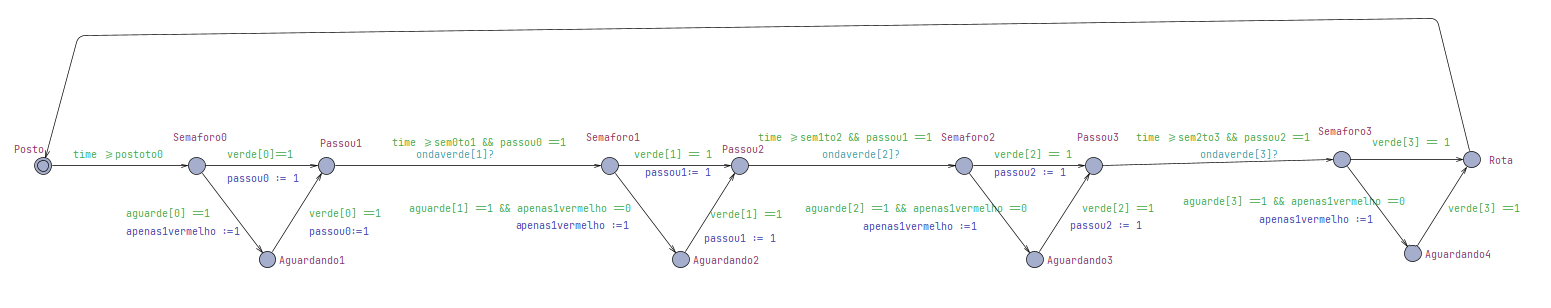 Posto
time >=postoto0
Semaforo0
verde[0]==1
passou0 := 1
aguarde[0] ==1
apenas1vermelho :=1
Aguardando1
verde[0] ==1
passou0:=1
Passou1
time >=sem0to1 && passou0 ==1
ondaverde[1]?
Semaforo1
verde[1] == 1
passou1:= 1
aguarde[1] ==1 && apenas1vermelho ==0
apenas1vermelho :=1
Aguardando2
verde[1] ==1
passou1 := 1
Passou2
time >=sem1to2 && passou1 ==1
ondaverde[2]?
Semaforo2
verde[2] == 1
passou2 := 1
aguarde[2] ==1 && apenas1vermelho ==0
apenas1vermelho :=1
Aguardando3
verde[2] ==1
passou2 := 1
Passou3
time >=sem2to3 && passou2 ==1
ondaverde[3]?
Semaforo3
verde[3] == 1
aguarde[3] ==1 && apenas1vermelho ==0
apenas1vermelho :=1
Aguardando4
verde[3] ==1
Rota